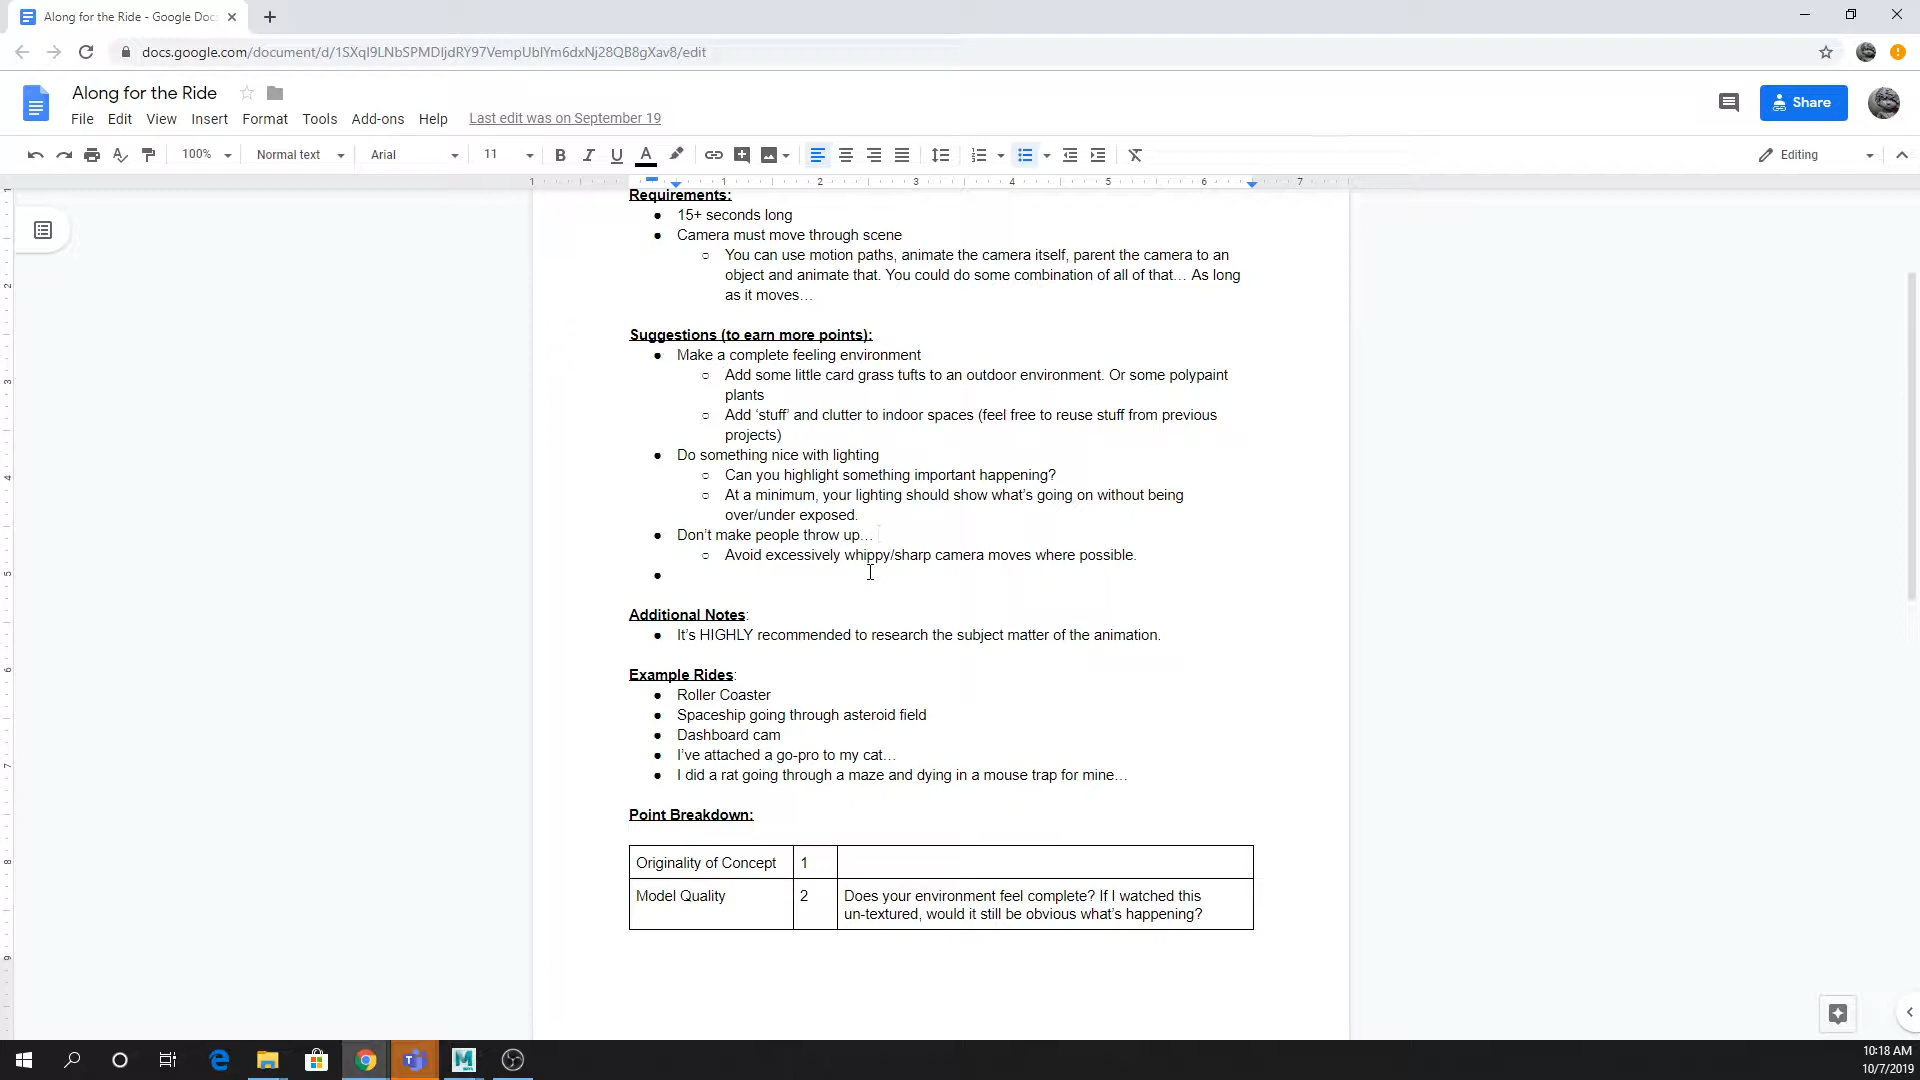 Along for the Ride - Google Doc
docs.google.com/document/d/1SXqI9LNbSPMDIjdRY97VempUblYm6dxNj28QB8gXav8/edit
Along for the Ride
File Edit View Insert Format Tools Add-ons Help Last edit was on September 19
Share
100% Normal text Arial 11 Editing
1 1 2 3 4 5 6 7
Requirements:
15+ seconds long
Camera must move through scene
You can use motion paths, animate the camera itself, parent the camera to an
object and animate that. You could do some combination of all of that… As long
as it moves…
Suggestions (to earn more points):
Make a complete feeling environment
Add some little card grass tufts to an outdoor environment. Or some polypaint
plants
Add ‘stuff’ and clutter to indoor spaces (feel free to reuse stuff from previous
projects)
Do something nice with lighting
Can you highlight something important happening?
At a minimum, your lighting should show what’s going on without being
over/under exposed.
Don’t make people throw up…
Avoid excessively whippy/sharp camera moves where possible.
Additional Notes:
It’s HIGHLY recommended to research the subject matter of the animation.
Example Rides:
Roller Coaster
Spaceship going through asteroid field
Dashboard cam
I’ve attached a go-pro to my cat…
I did a rat going through a maze and dying in a mouse trap for mine…
Point Breakdown:
Originality of Concept 1
Model Quality 2 Does your environment feel complete? If I watched this
un-textured, would it still be obvious what’s happening?
10:18 AM
10/7/2019